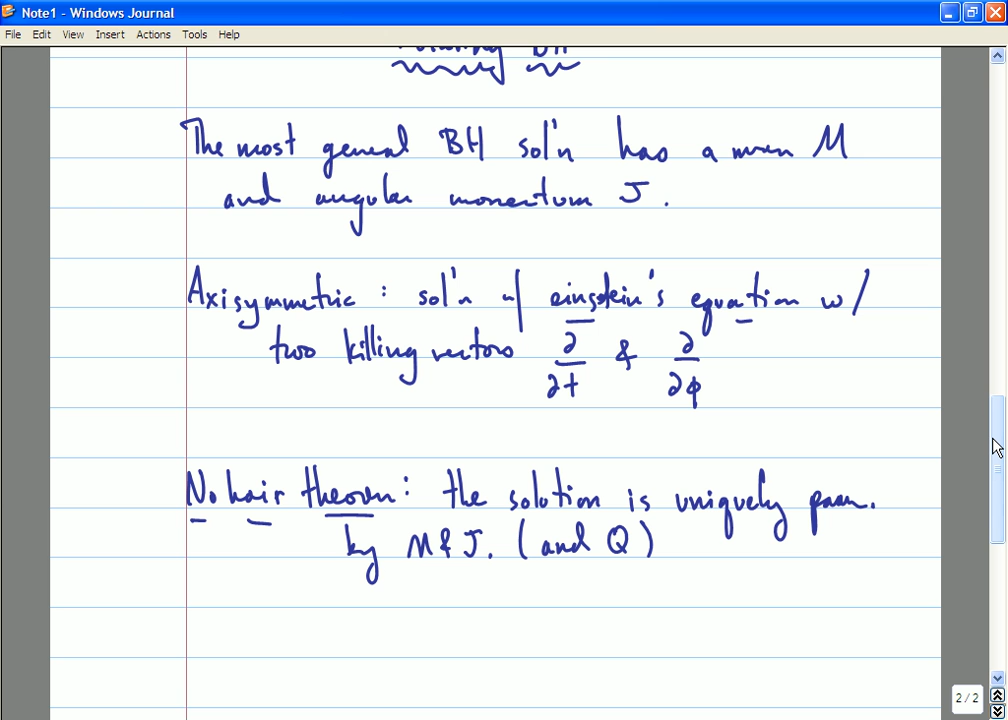 Note1 - Windows Journal
File Edit View Insert Actions Tools Help
BH
The most general BH sol'n has a mass M
and angular momentum J.
Axisymmetric: sol'n w/ einstein's equation w/
two killing vectors ∂/∂t & ∂/∂φ
No hair theorem: the solution is uniquely param.
by M & J. (and Q)
2/2